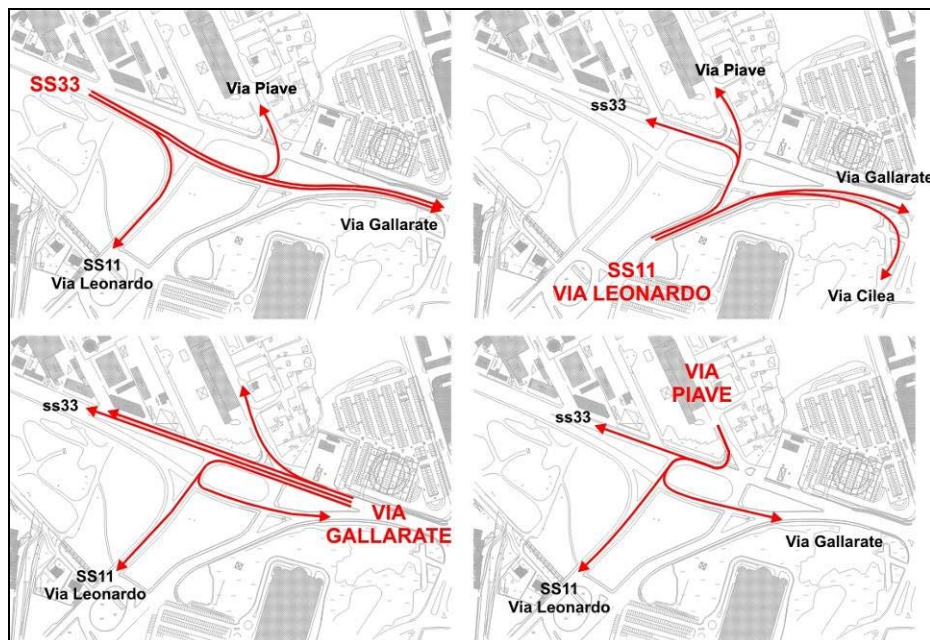 SS33
Via Piave
Via Gallarate
SS11
Via Leonardo
Via Piave
ss33
Via Gallarate
SS11
VIA LEONARDO
Via Cilea
ss33
VIA
GALLARATE
SS11
Via Leonardo
VIA
PIAVE
ss33
Via Gallarate
SS11
Via Leonardo